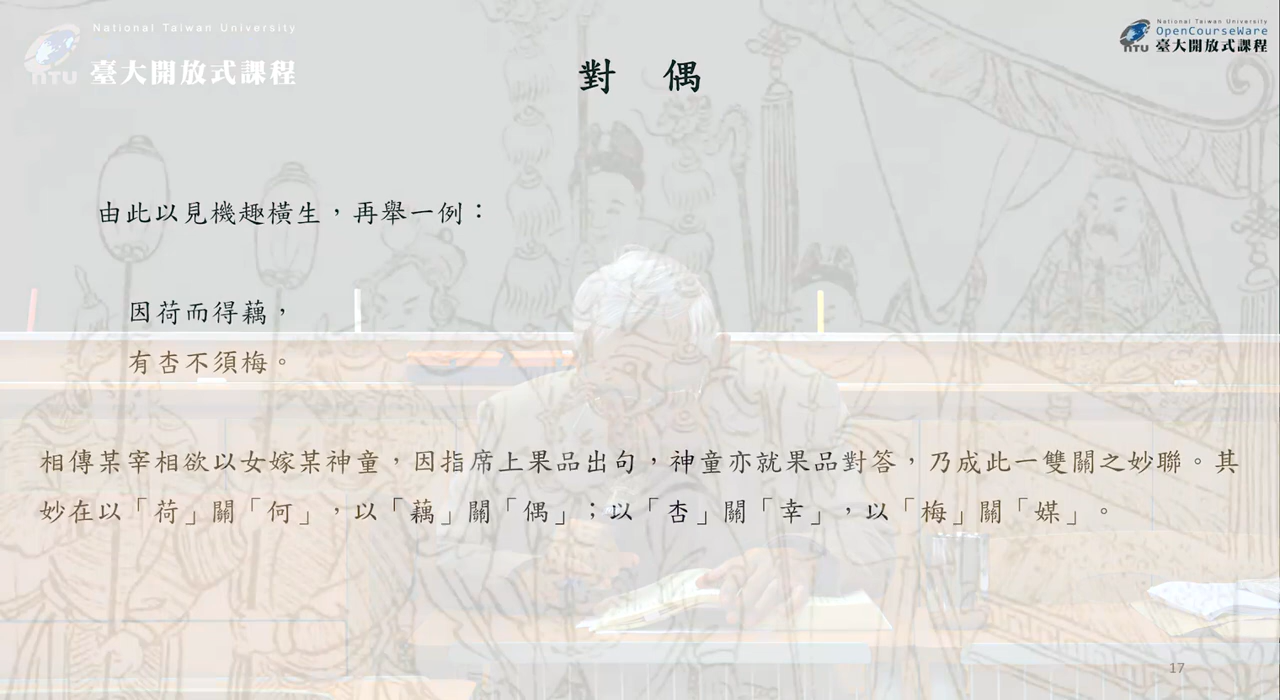 National Taiwan University
NTU 臺大開放式課程
National Taiwan University
OpenCourseWare
NTU 臺大開放式課程
對偶
由此以見機趣橫生，再舉一例：
因荷而得藕，
有杏不須梅。
相傳某宰相欲以女嫁某神童，因指席上果品出句，神童亦就果品對答，乃成此一雙關之妙聯。其
妙在以「荷」關「何」，以「藕」關「偶」；以「杏」關「幸」，以「梅」關「媒」。
17